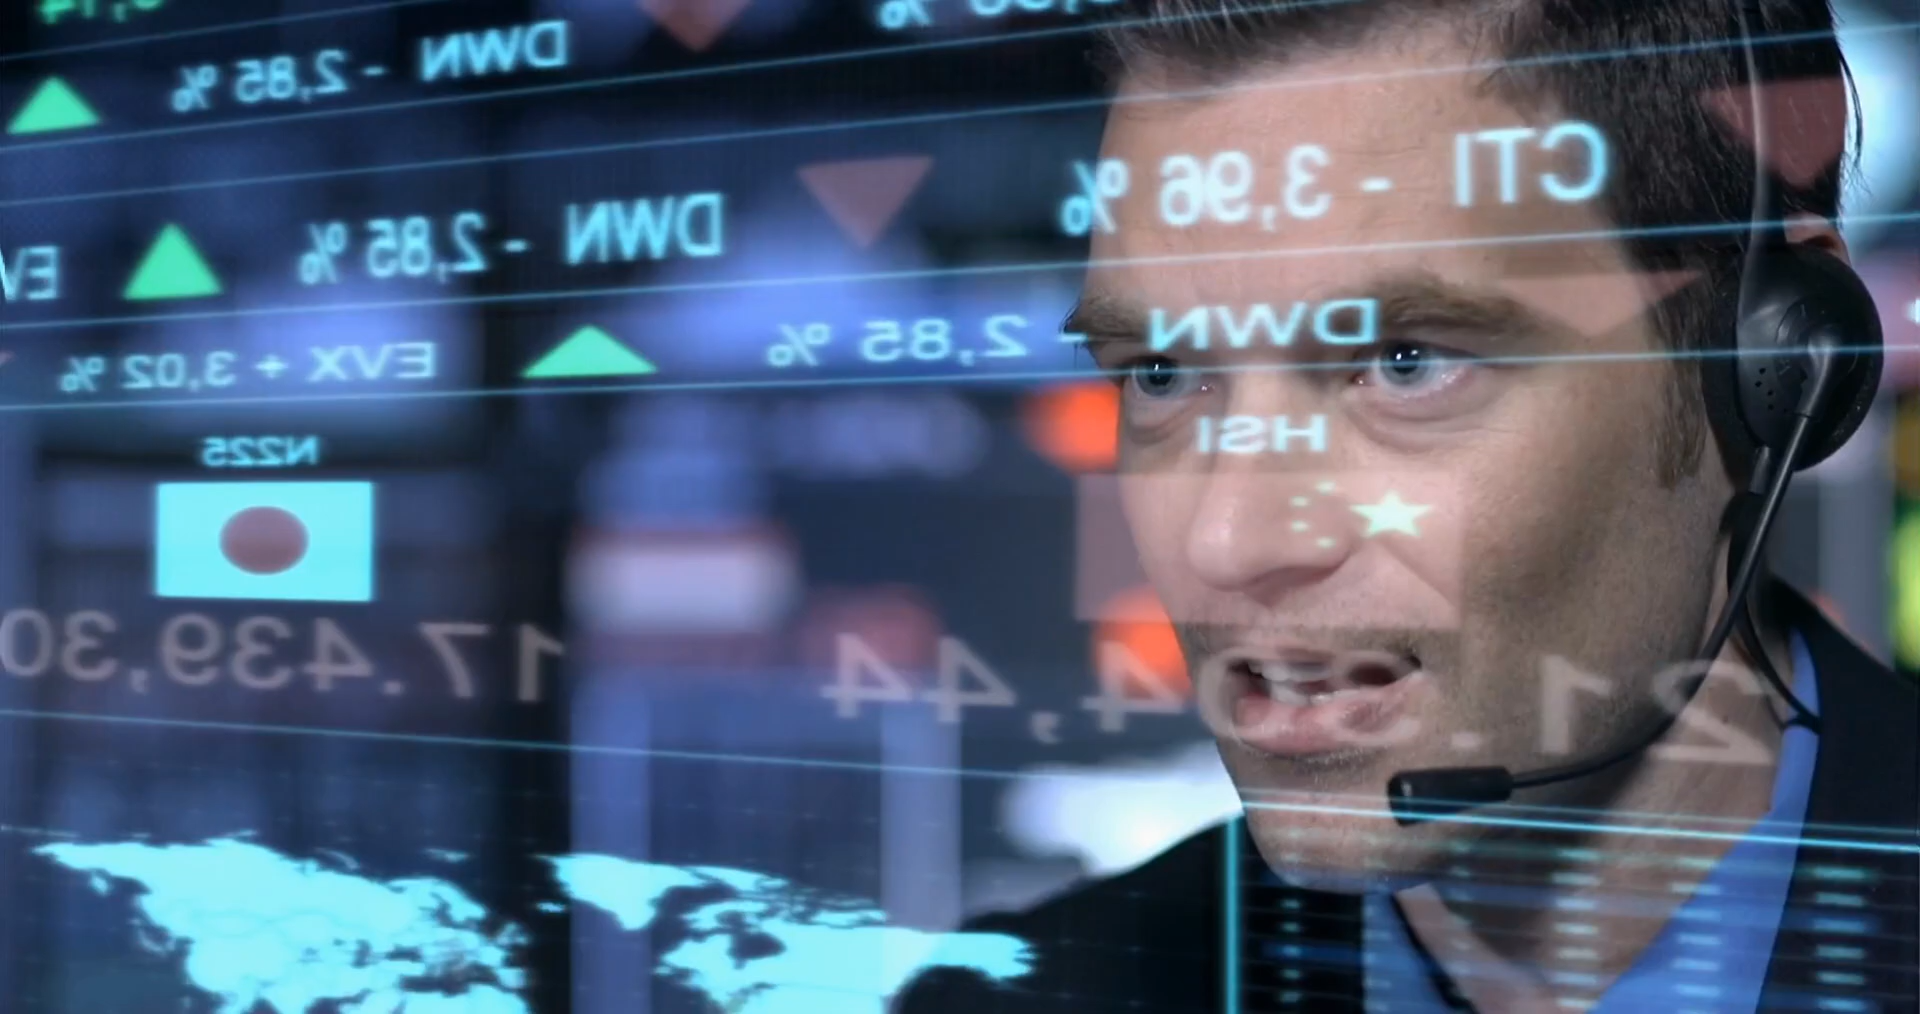 DWN - 2,85 %
CTI - 3,96 % DWN - 2,85 %
DWN - 2,85 % EVX + 3,02 %
HSI
N225
17.439,30